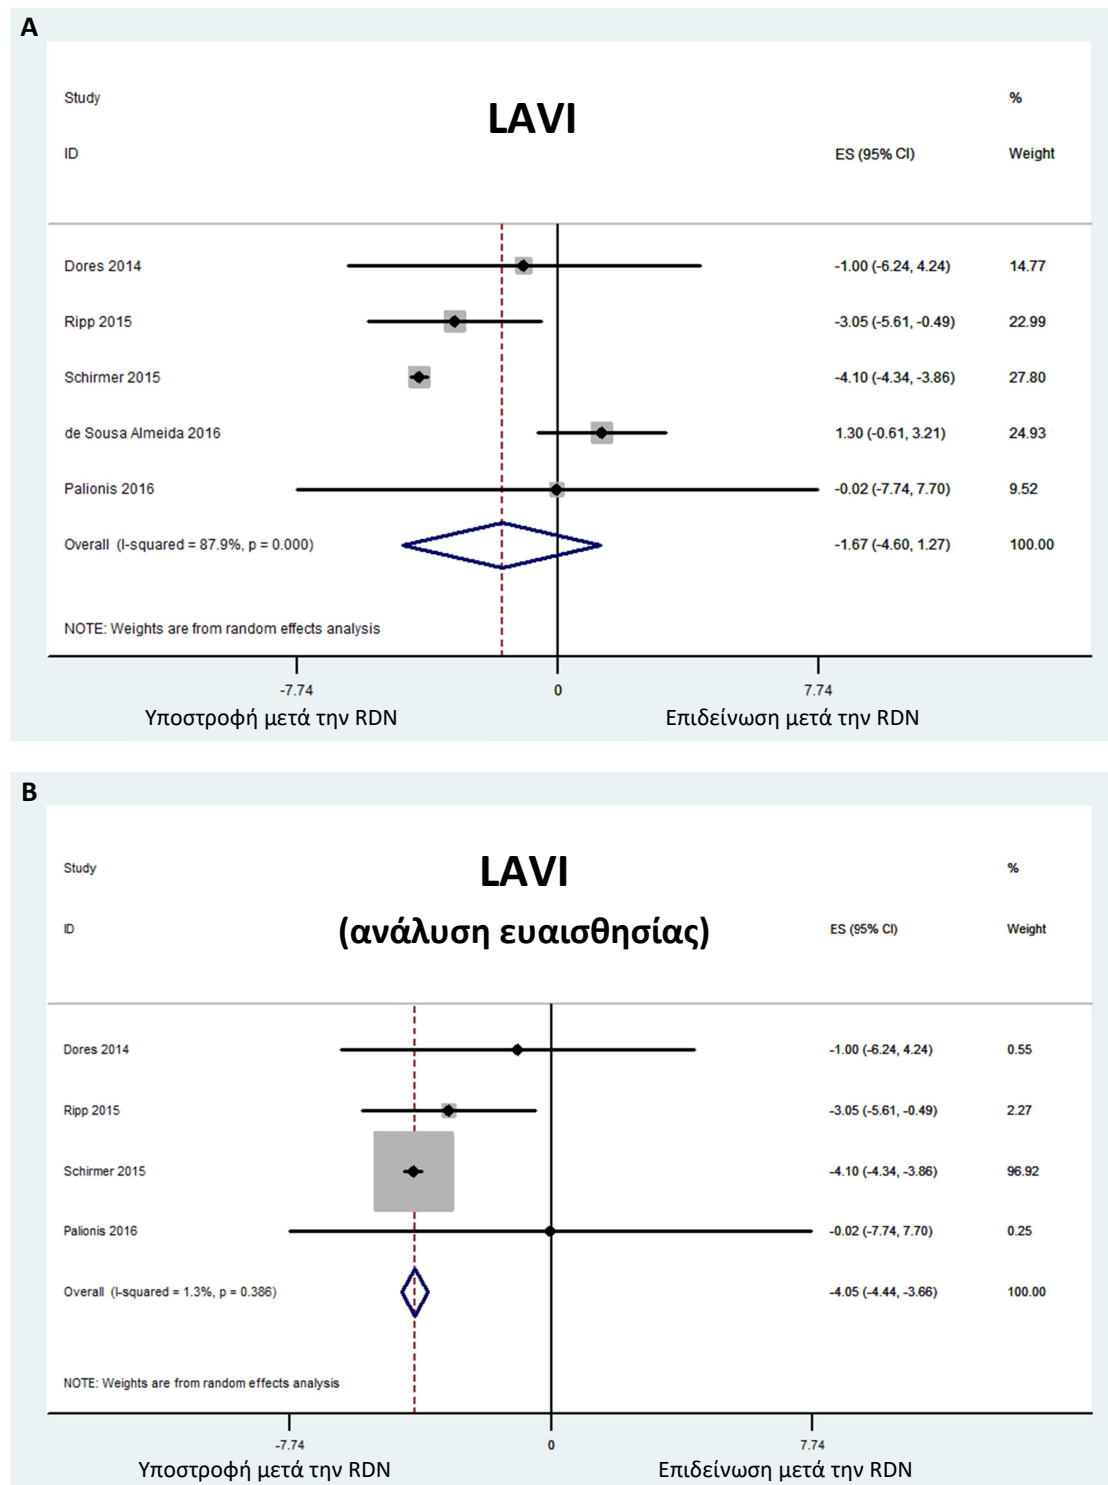 A
Study
LAVI
%
ID
ES (95% CI)
Weight
Dores 2014 -1.00 (-6.24, 4.24) 14.77
Ripp 2015 -3.05 (-5.61, -0.49) 22.99
Schirmer 2015 -4.10 (-4.34, -3.86) 27.80
de Sousa Almeida 2016 1.30 (-0.61, 3.21) 24.93
Palionis 2016 -0.02 (-7.74, 7.70) 9.52
Overall (I-squared = 87.9%, p = 0.000) -1.67 (-4.60, 1.27) 100.00
NOTE: Weights are from random effects analysis
-7.74 0 7.74
Υποστροφή μετά την RDN Επιδείνωση μετά την RDN
B
Study
LAVI
%
ID
(ανάλυση ευαισθησίας)
ES (95% CI)
Weight
Dores 2014 -1.00 (-6.24, 4.24) 0.55
Ripp 2015 -3.05 (-5.61, -0.49) 2.27
Schirmer 2015 -4.10 (-4.34, -3.86) 96.92
Palionis 2016 -0.02 (-7.74, 7.70) 0.25
Overall (I-squared = 1.3%, p = 0.386) -4.05 (-4.44, -3.66) 100.00
NOTE: Weights are from random effects analysis
-7.74 0 7.74
Υποστροφή μετά την RDN Επιδείνωση μετά την RDN